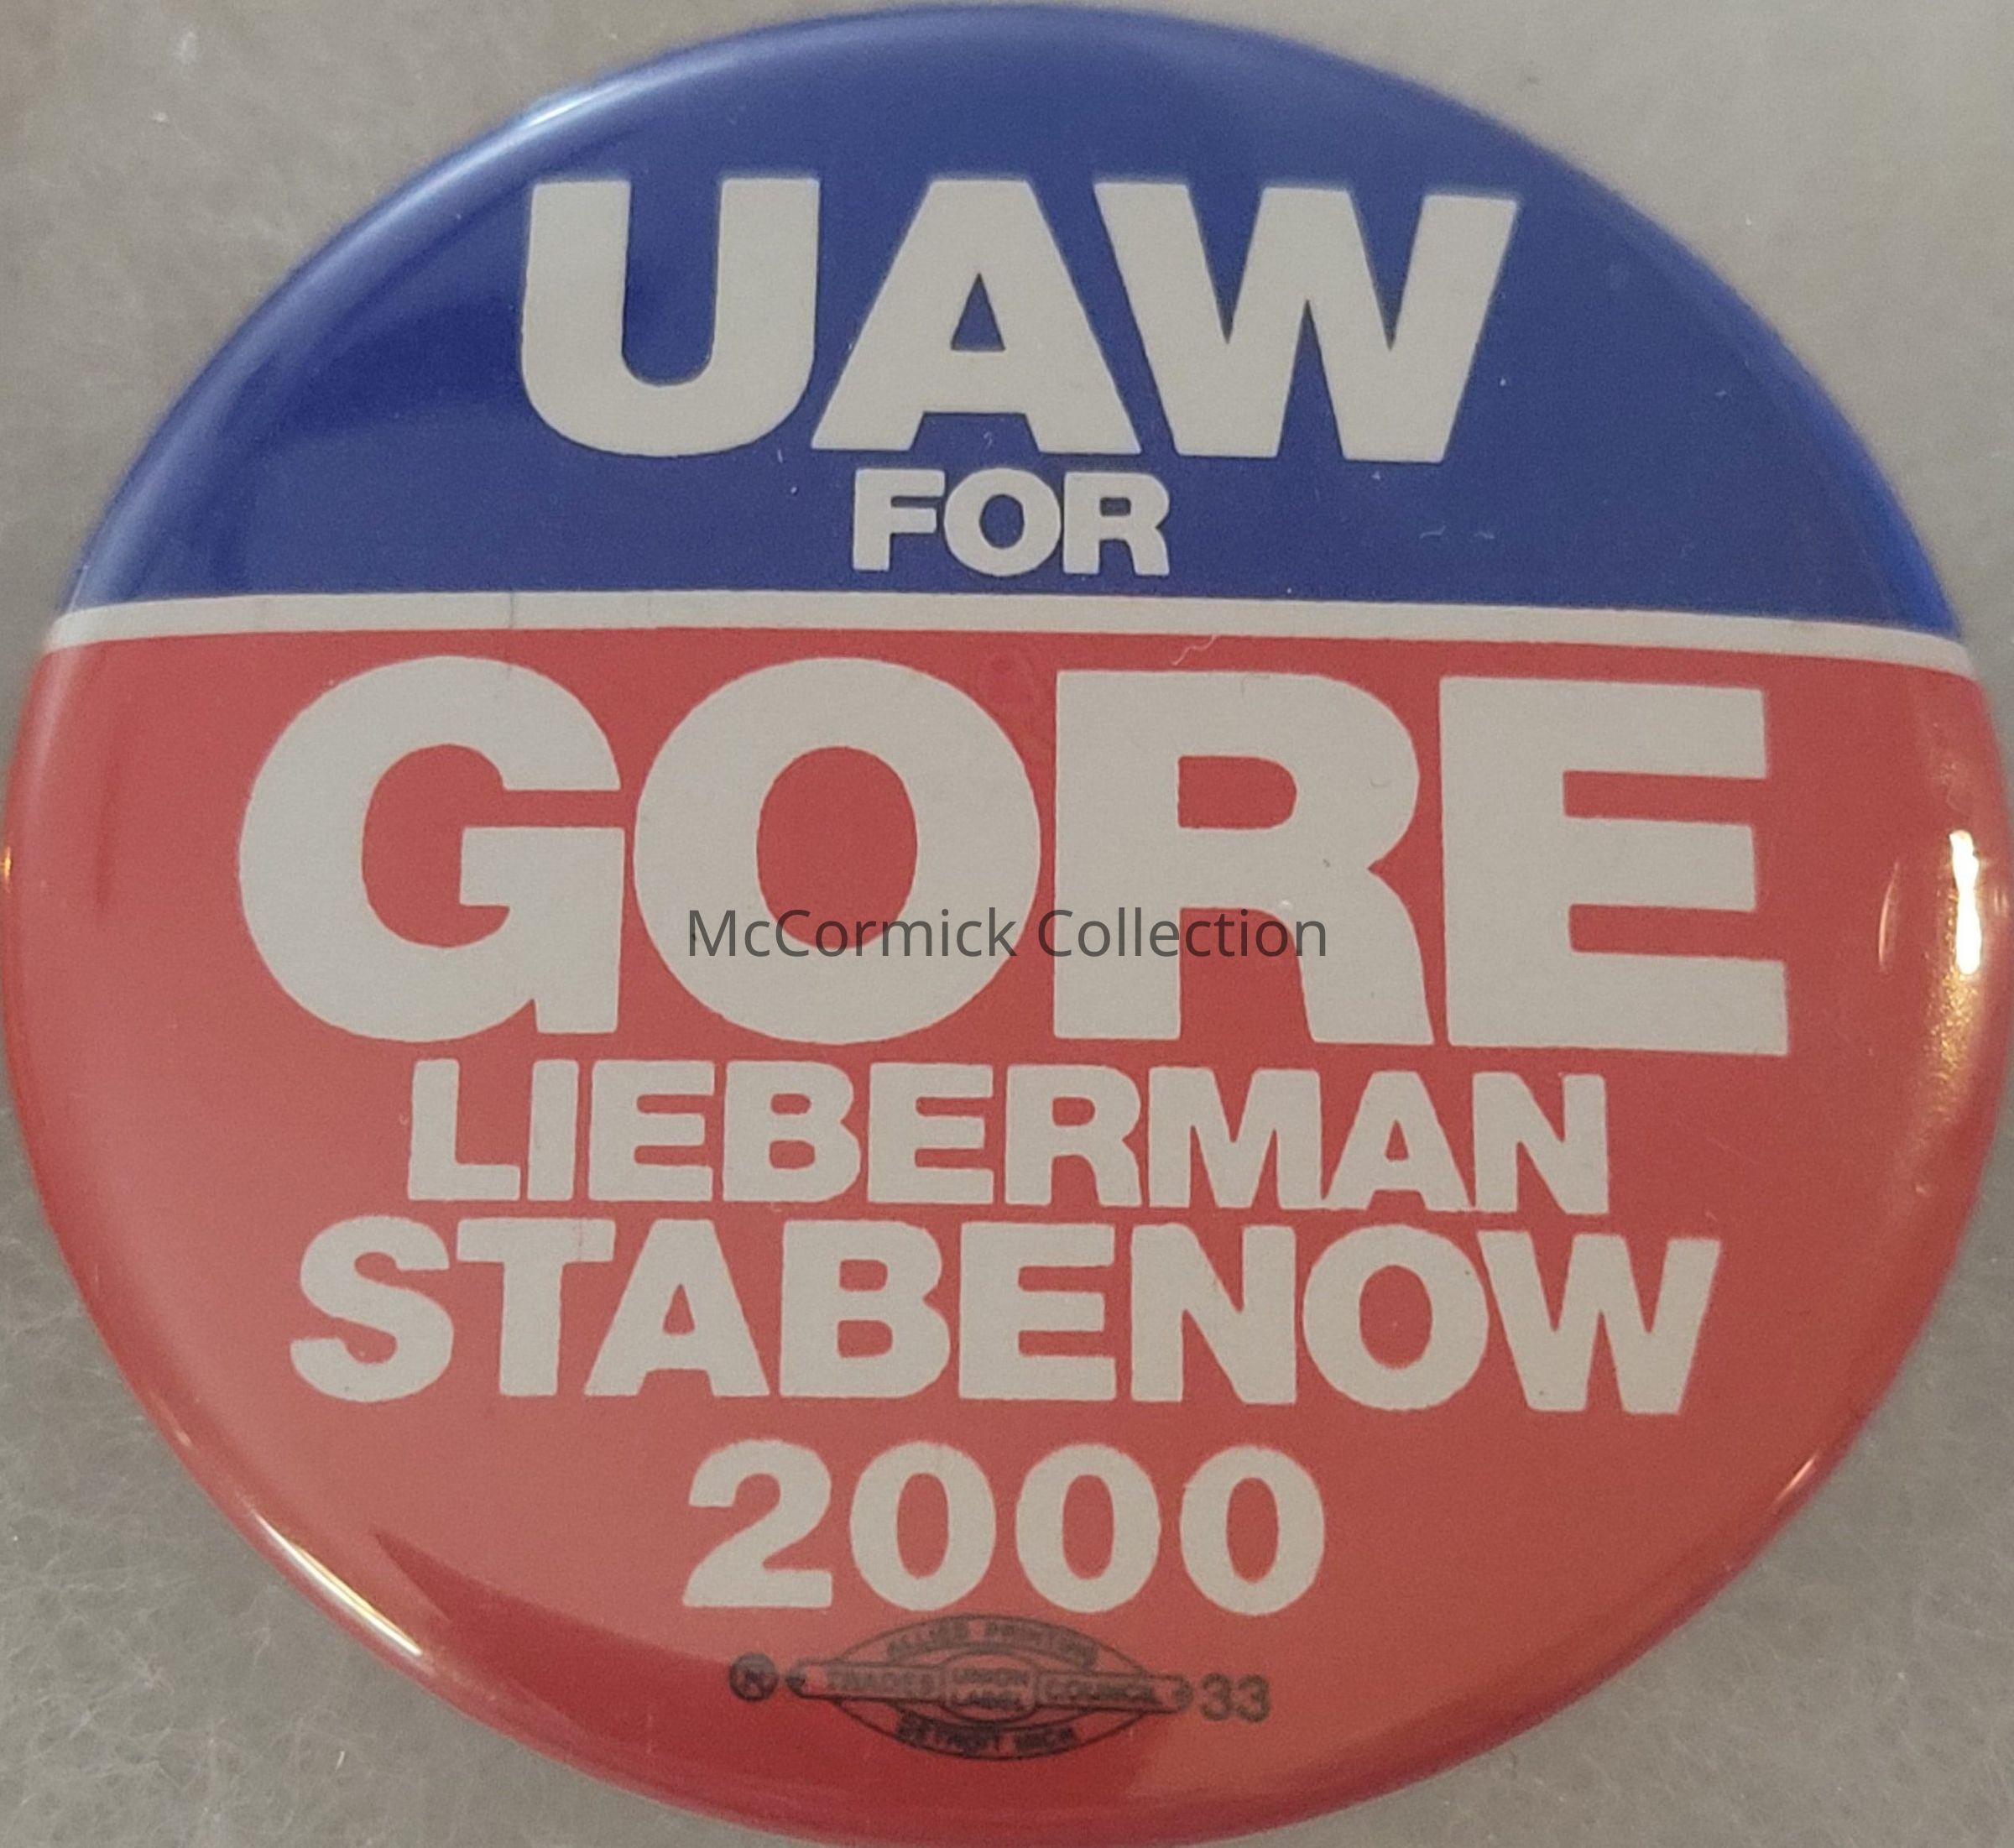 UAW
FOR
GORE
McCormick Collection
LIEBERMAN
STABENOW
2000
ALLIED PRINTING
® TRADES UNION LABEL COUNCIL 33
DETROIT MICH